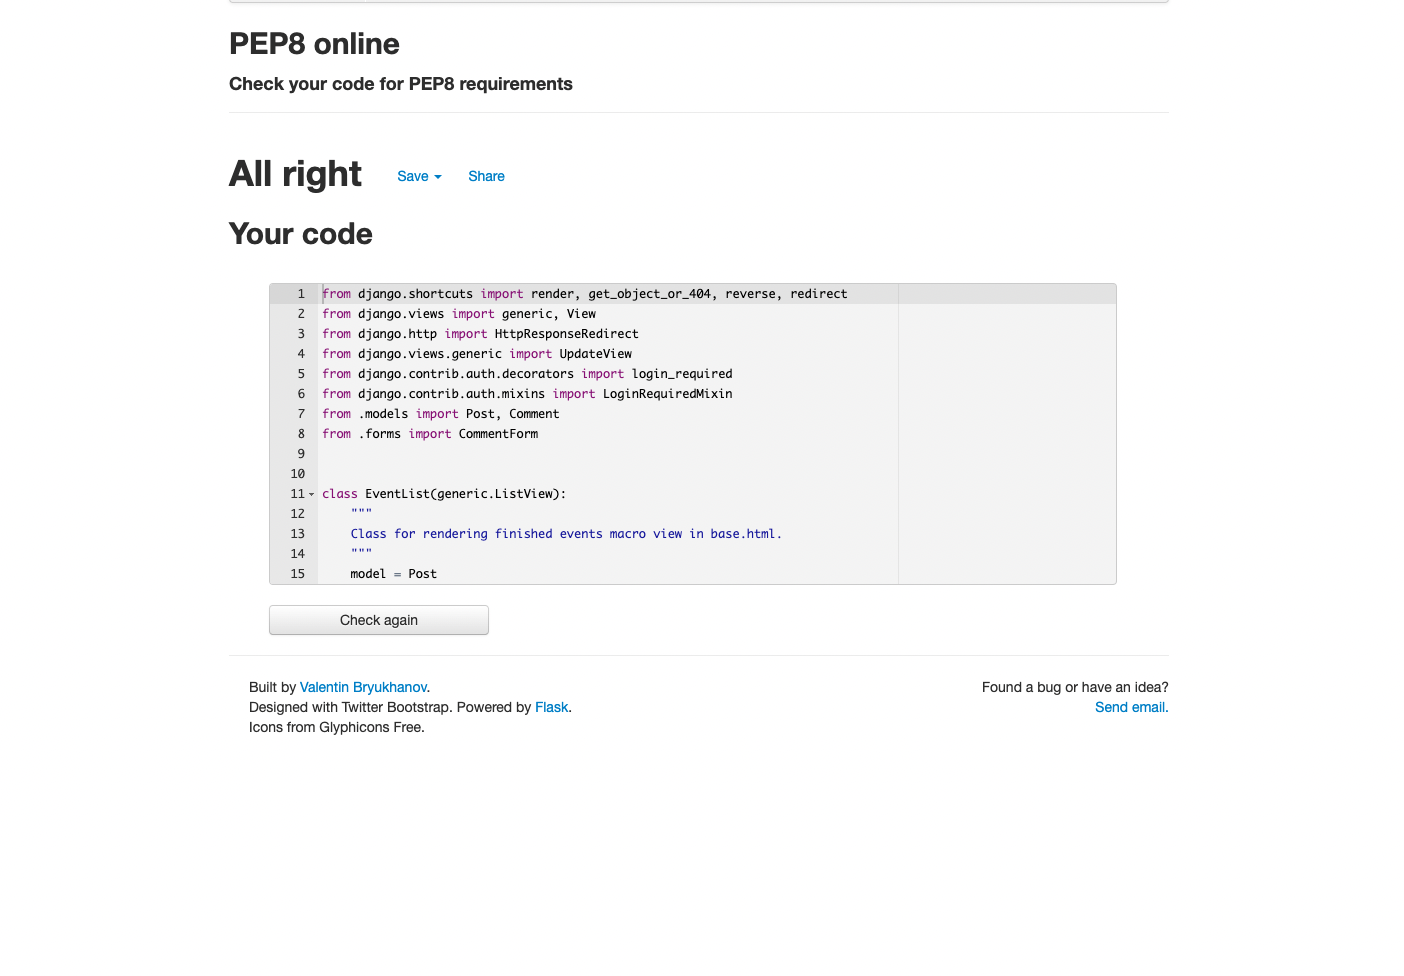 PEP8 online
Check your code for PEP8 requirements
All right Save Share
Your code
1 from django.shortcuts import render, get_object_or_404, reverse, redirect
2 from django.views import generic, View
3 from django.http import HttpResponseRedirect
4 from django.views.generic import UpdateView
5 from django.contrib.auth.decorators import login_required
6 from django.contrib.auth.mixins import LoginRequiredMixin
7 from .models import Post, Comment
8 from .forms import CommentForm
9
10
11 class EventList(generic.ListView):
12     """
13     Class for rendering finished events macro view in base.html.
14     """
15     model = Post
Check again
Built by Valentin Bryukhanov.
Designed with Twitter Bootstrap. Powered by Flask.
Icons from Glyphicons Free.
Found a bug or have an idea?
Send email.